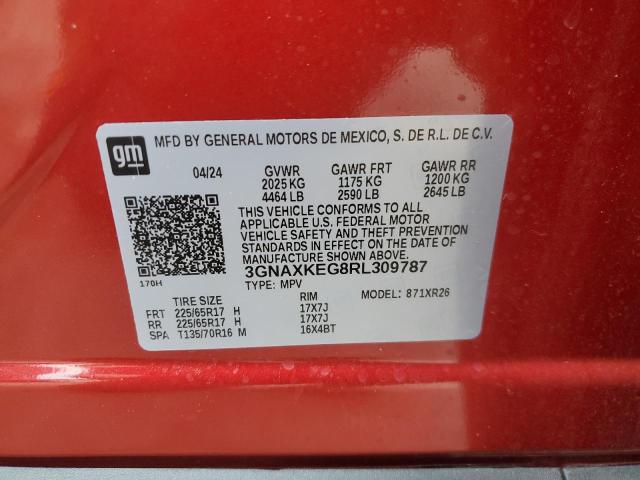 gm
MFD BY GENERAL MOTORS DE MEXICO, S. DE R.L. DE C.V.
04/24 GVWR GAWR FRT GAWR RR
2025 KG 1175 KG 1200 KG
4464 LB 2590 LB 2645 LB
THIS VEHICLE CONFORMS TO ALL
APPLICABLE U.S. FEDERAL MOTOR
VEHICLE SAFETY AND THEFT PREVENTION
STANDARDS IN EFFECT ON THE DATE OF
MANUFACTURE SHOWN ABOVE.
3GNAXKEG8RL309787
170H
TYPE: MPV MODEL: 871XR26
TIRE SIZE RIM
FRT 225/65R17 H 17X7J
RR 225/65R17 H 17X7J
SPA T135/70R16 M 16X4BT